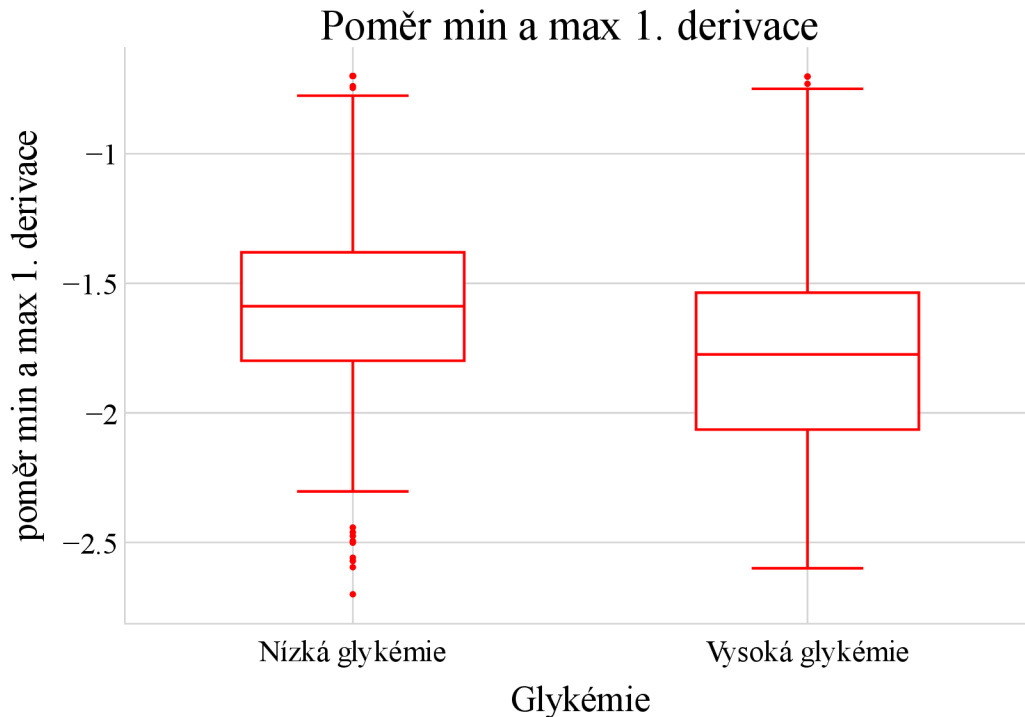 Poměr min a max 1. derivace
poměr min a max 1. derivace
−1
−1.5
−2
−2.5
Nízká glykémie
Vysoká glykémie
Glykémie